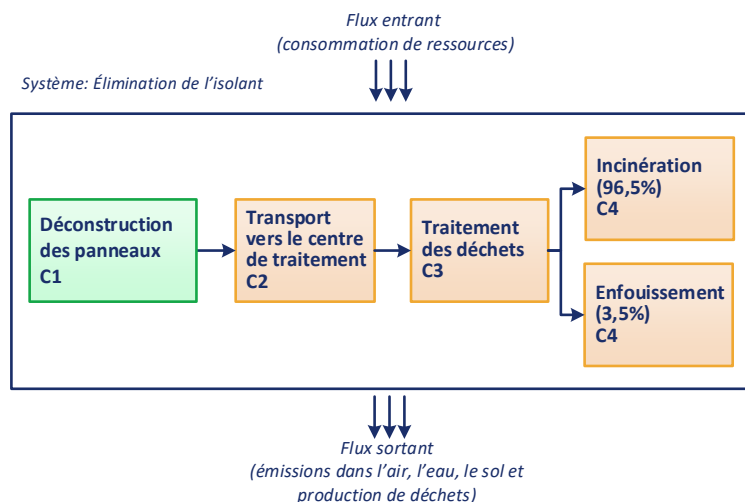 Flux entrant
(consommation de ressources)
Système: Élimination de l'isolant
Déconstruction
des panneaux
C1
Transport
vers le centre
de traitement
C2
Traitement
des déchets
C3
Incinération
(96,5%)
C4
Enfouissement
(3,5%)
C4
Flux sortant
(émissions dans l'air, l'eau, le sol et
production de déchets)